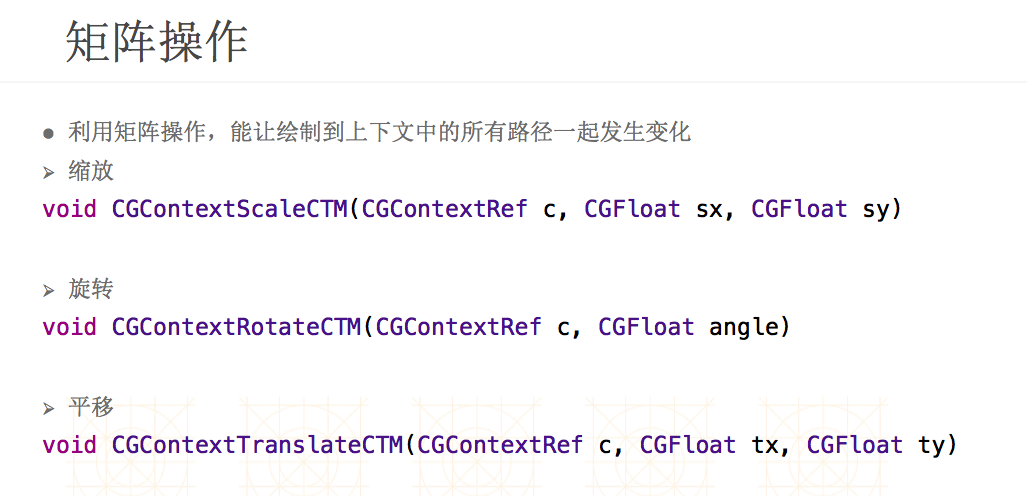 矩阵操作
● 利用矩阵操作，能让绘制到上下文中的所有路径一起发生变化
➢ 缩放
void CGContextScaleCTM(CGContextRef c, CGFloat sx, CGFloat sy)
➢ 旋转
void CGContextRotateCTM(CGContextRef c, CGFloat angle)
➢ 平移
void CGContextTranslateCTM(CGContextRef c, CGFloat tx, CGFloat ty)